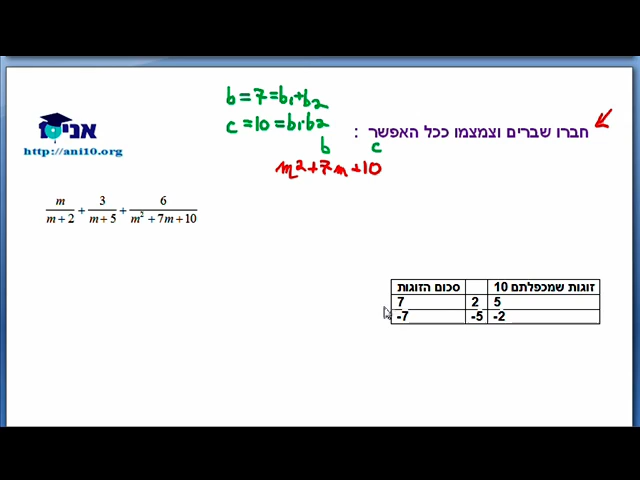 b = 7 = b₁+b₂
c = 10 = b₁·b₂
חברו שברים וצמצמו ככל האפשר :
b c
m²+7m+10
אני10
http://ani10.org
m/(m+2) + 3/(m+5) + 6/(m²+7m+10)
זוגות שמכפלתם 10 סכום הזוגות
5 2 7
-2 -5 -7